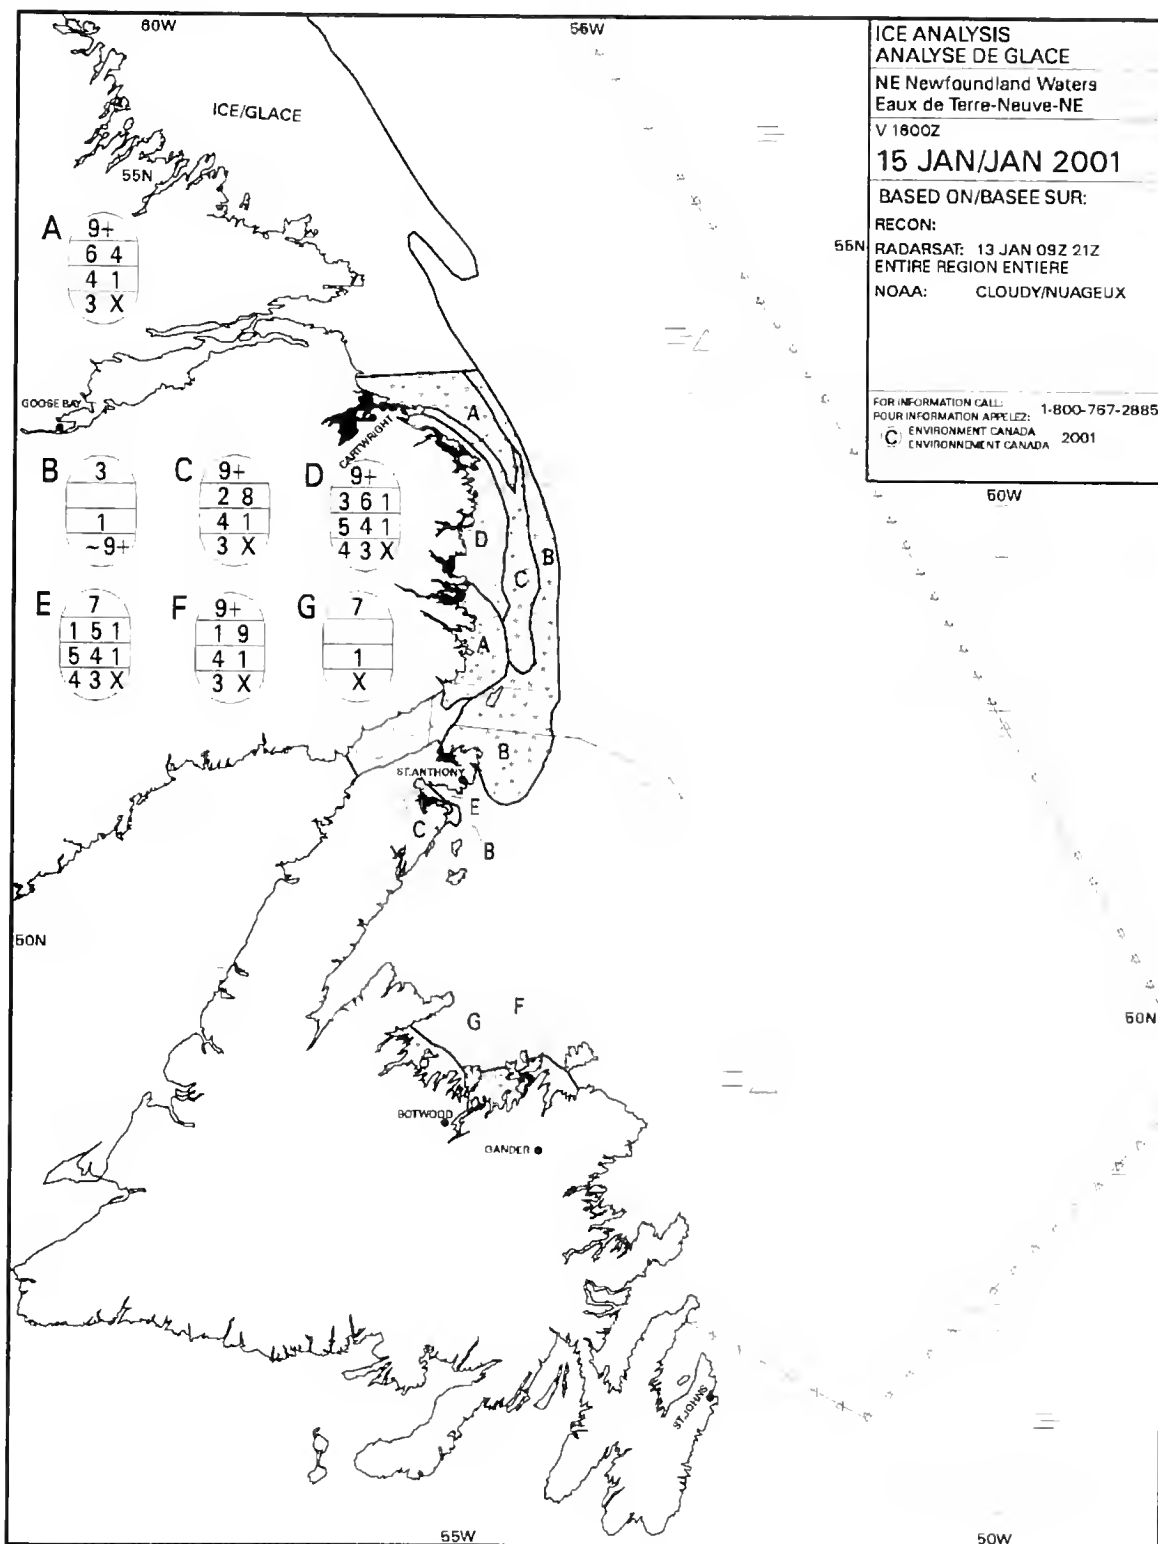 60W
56W
ICE ANALYSIS
ANALYSE DE GLACE
NE Newfoundland Waters
Eaux de Terre-Neuve-NE
V 1800Z
15 JAN/JAN 2001
BASED ON/BASEE SUR:
RECON:
RADARSAT: 13 JAN 09Z 21Z
ENTIRE REGION ENTIERE
NOAA: CLOUDY/NUAGEUX
FOR INFORMATION CALL:
POUR INFORMATION APPELEZ: 1-800-767-2885
C ENVIRONMENT CANADA
ENVIRONNEMENT CANADA 2001
ICE/GLACE
55N
A
55N
A
9+
6 4
4 1
3 X
GOOSE BAY
CARTWRIGHT
A
B
3
1
~9+
C
9+
2 8
4 1
3 X
D
9+
3 6 1
5 4 1
4 3 X
50W
D
C
B
E
7
1 5 1
5 4 1
4 3 X
F
9+
1 9
4 1
3 X
G
7
1
X
A
B
ST.ANTHONY
E
C
B
50N
F
G
50N
BOTWOOD
GANDER
ST.JOHNS
55W
50W